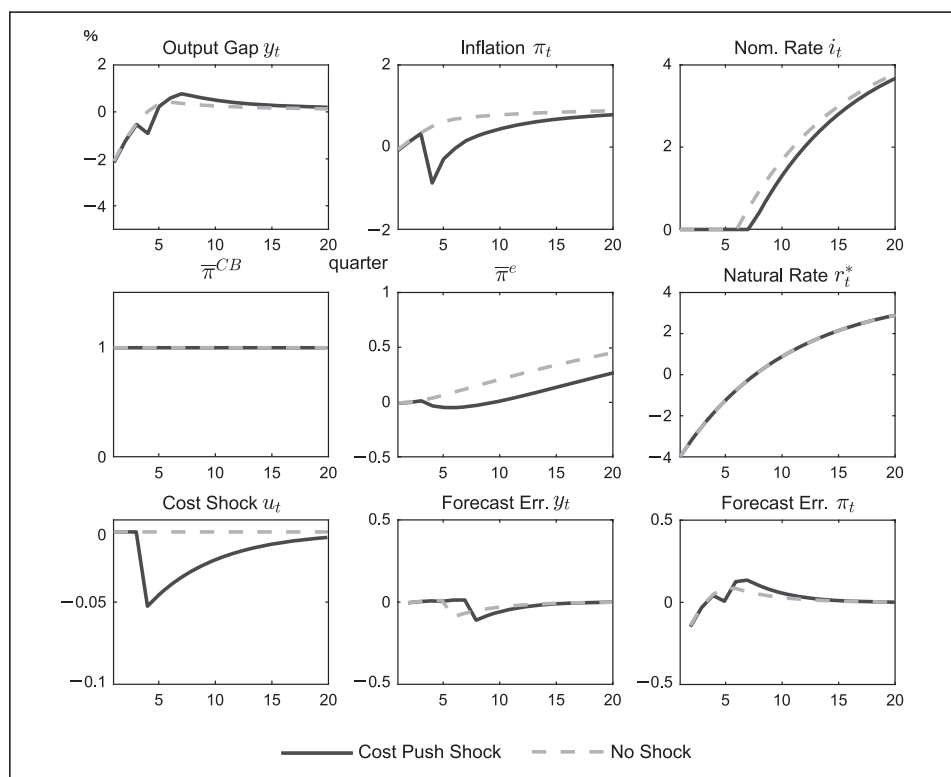 %
Output Gap y_t
Inflation π_t
Nom. Rate i_t
2
0
−2
−4
5 10 15 20
2
0
−2
5 10 15 20
4
2
0
5 10 15 20
π̅^{CB}
quarter
π̅^e
Natural Rate r_t^*
1
0
5 10 15 20
0.5
0
−0.5
5 10 15 20
4
2
0
−2
−4
5 10 15 20
Cost Shock u_t
Forecast Err. y_t
Forecast Err. π_t
0
−0.05
−0.1
5 10 15 20
0.5
0
−0.5
5 10 15 20
0.5
0
−0.5
5 10 15 20
Cost Push Shock No Shock